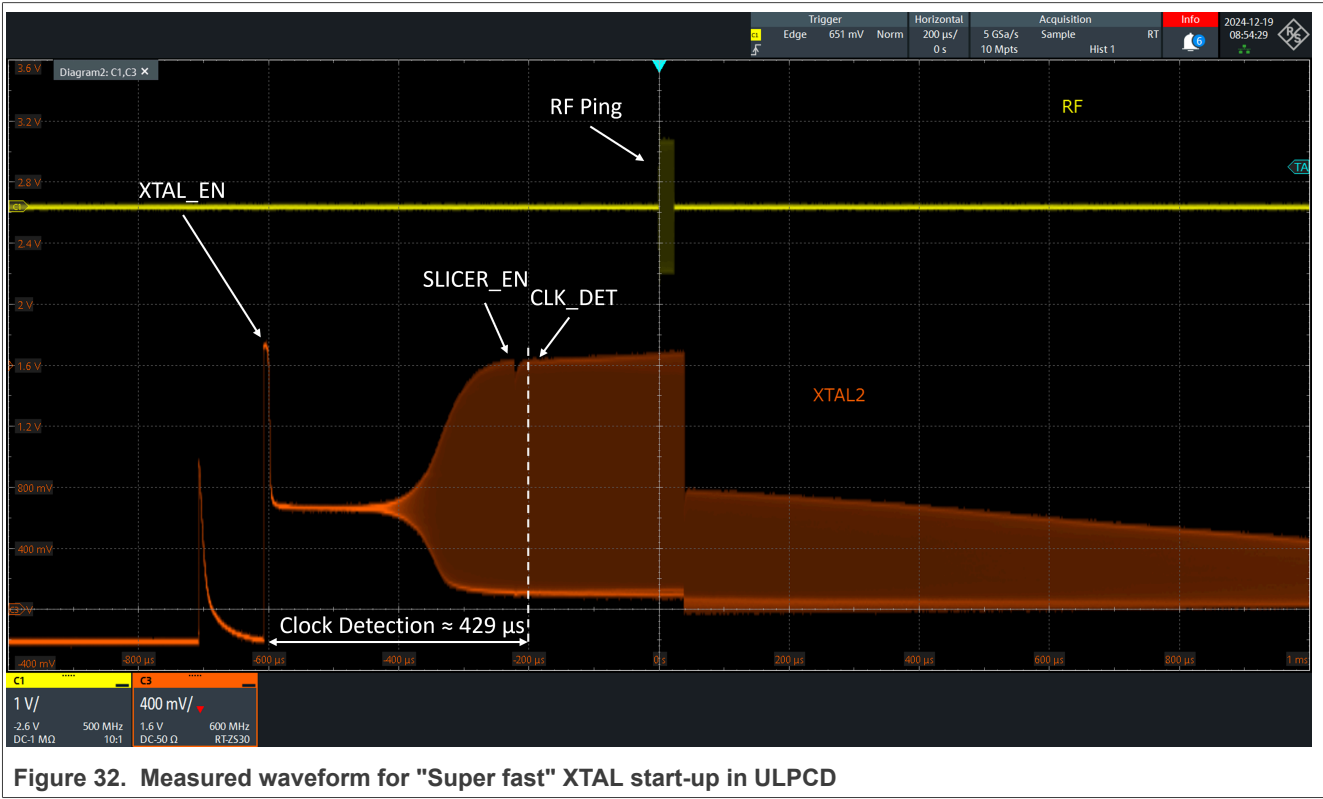 Trigger
C1 Edge 651 mV Norm
Horizontal
200 µs/
0 s
Acquisition
5 GSa/s Sample RT
10 Mpts Hist 1
Info
6
2024-12-19
08:54:29
R&S
Diagram2: C1,C3 ×
3.6 V
3.2 V
2.8 V
2.4 V
2 V
1.6 V
1.2 V
800 mV
400 mV
0 V
-400 mV
C1
C3
TA
RF Ping
RF
XTAL_EN
SLICER_EN
CLK_DET
XTAL2
Clock Detection ≈ 429 µs
-800 µs
-600 µs
-400 µs
-200 µs
0 s
200 µs
400 µs
600 µs
800 µs
1 ms
C1
1 V/
-2.6 V 500 MHz
DC-1 MΩ 10:1
C3
400 mV/
1.6 V 600 MHz
DC-50 Ω RT-ZS30
Figure 32. Measured waveform for "Super fast" XTAL start-up in ULPCD